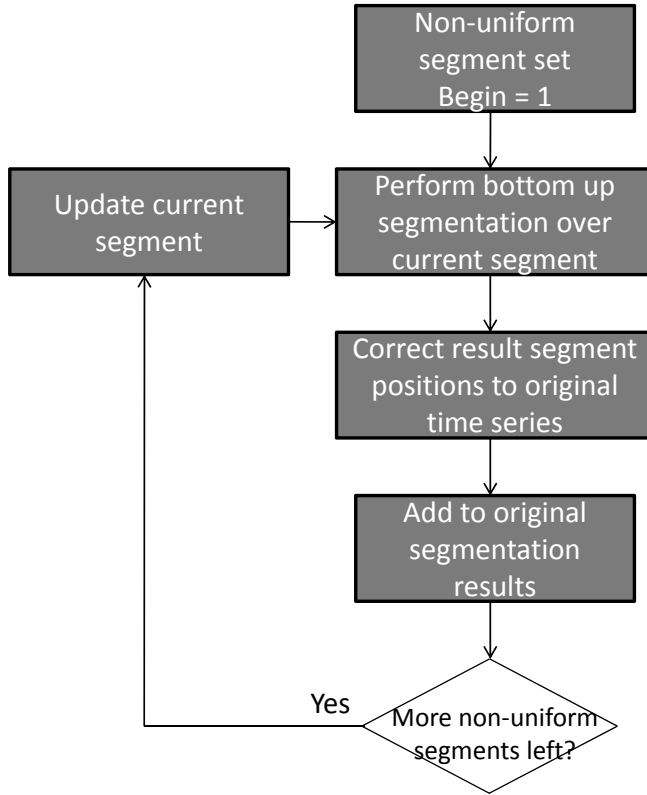 Non-uniform
segment set
Begin = 1
Update current
segment
Perform bottom up
segmentation over
current segment
Correct result segment
positions to original
time series
Add to original
segmentation
results
Yes
More non-uniform
segments left?